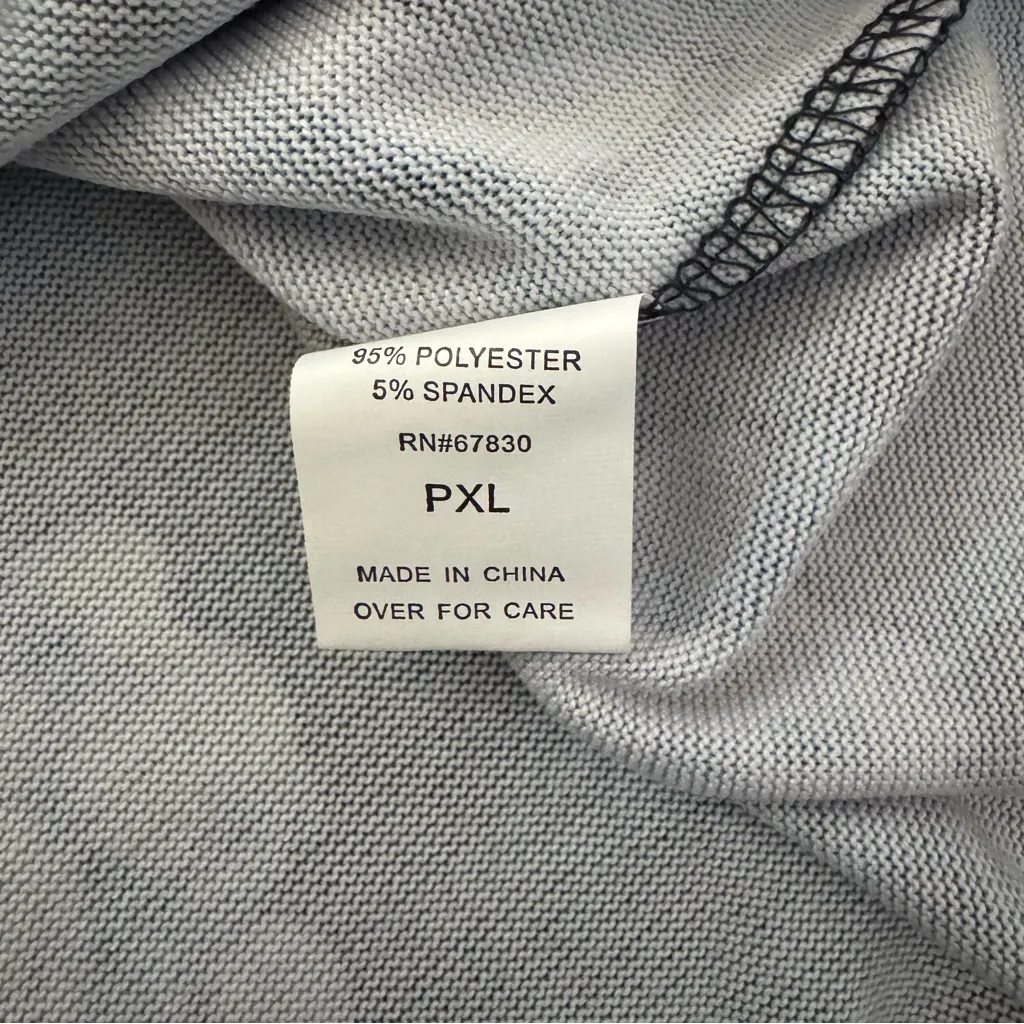 95% POLYESTER
5% SPANDEX
RN#67830
PXL
MADE IN CHINA
OVER FOR CARE